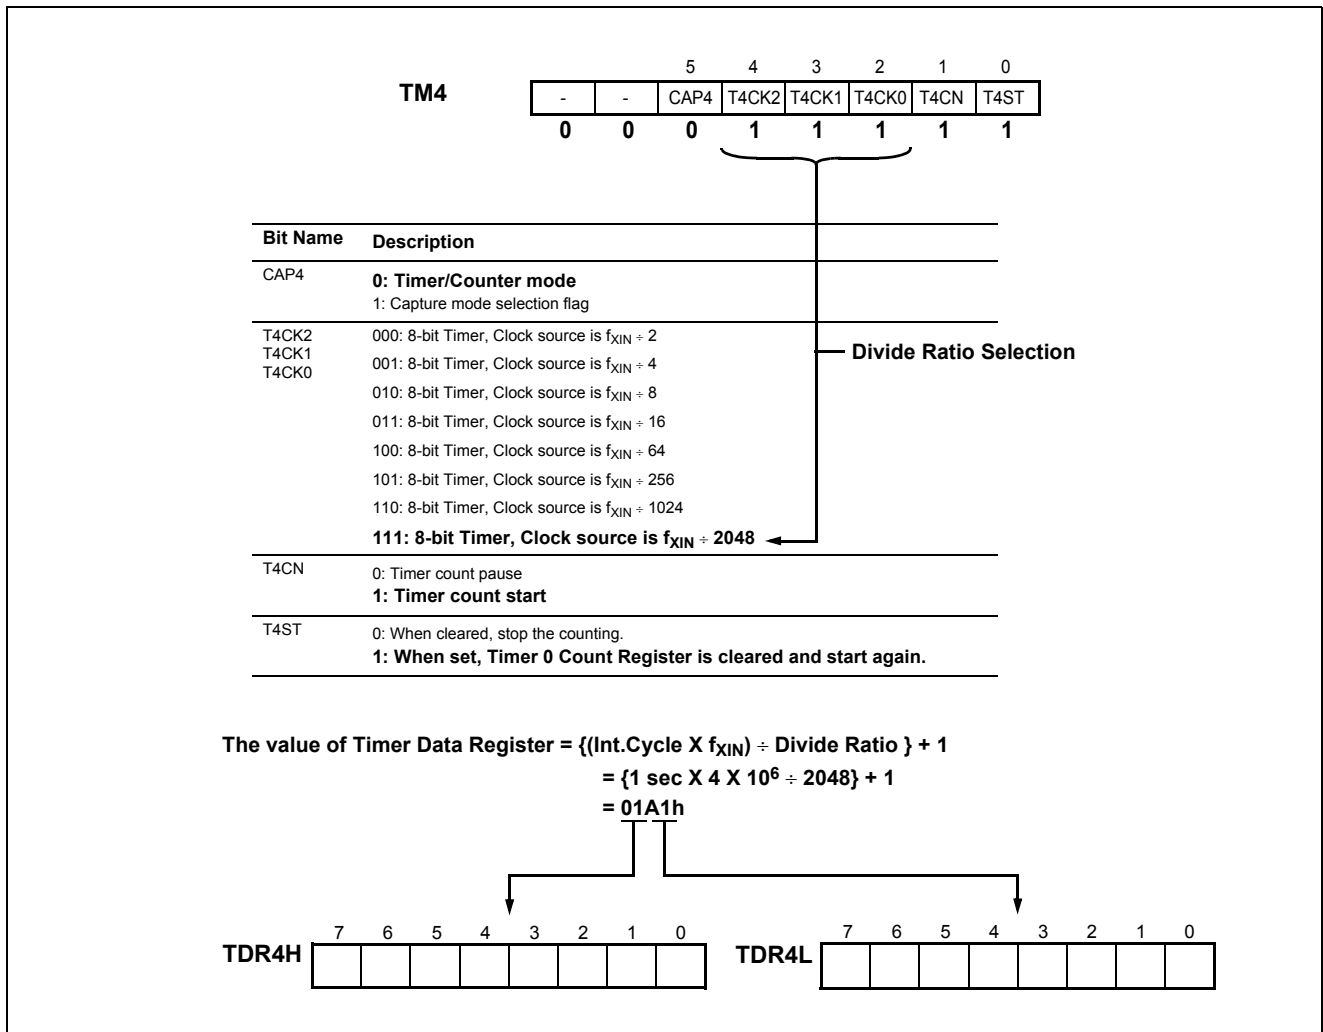 5 4 3 2 1 0
TM4 - - CAP4 T4CK2 T4CK1 T4CK0 T4CN T4ST
0 0 0 1 1 1 1 1
Bit Name Description
CAP4 0: Timer/Counter mode
1: Capture mode selection flag
T4CK2 000: 8-bit Timer, Clock source is fXIN ÷ 2
T4CK1
T4CK0
001: 8-bit Timer, Clock source is fXIN ÷ 4
010: 8-bit Timer, Clock source is fXIN ÷ 8
011: 8-bit Timer, Clock source is fXIN ÷ 16
100: 8-bit Timer, Clock source is fXIN ÷ 64
101: 8-bit Timer, Clock source is fXIN ÷ 256
110: 8-bit Timer, Clock source is fXIN ÷ 1024
111: 8-bit Timer, Clock source is fXIN ÷ 2048
Divide Ratio Selection
T4CN 0: Timer count pause
1: Timer count start
T4ST 0: When cleared, stop the counting.
1: When set, Timer 0 Count Register is cleared and start again.
The value of Timer Data Register = {(Int.Cycle X fXIN) ÷ Divide Ratio } + 1
= {1 sec X 4 X 10⁶ ÷ 2048} + 1
= 01A1h
7 6 5 4 3 2 1 0
TDR4H
7 6 5 4 3 2 1 0
TDR4L